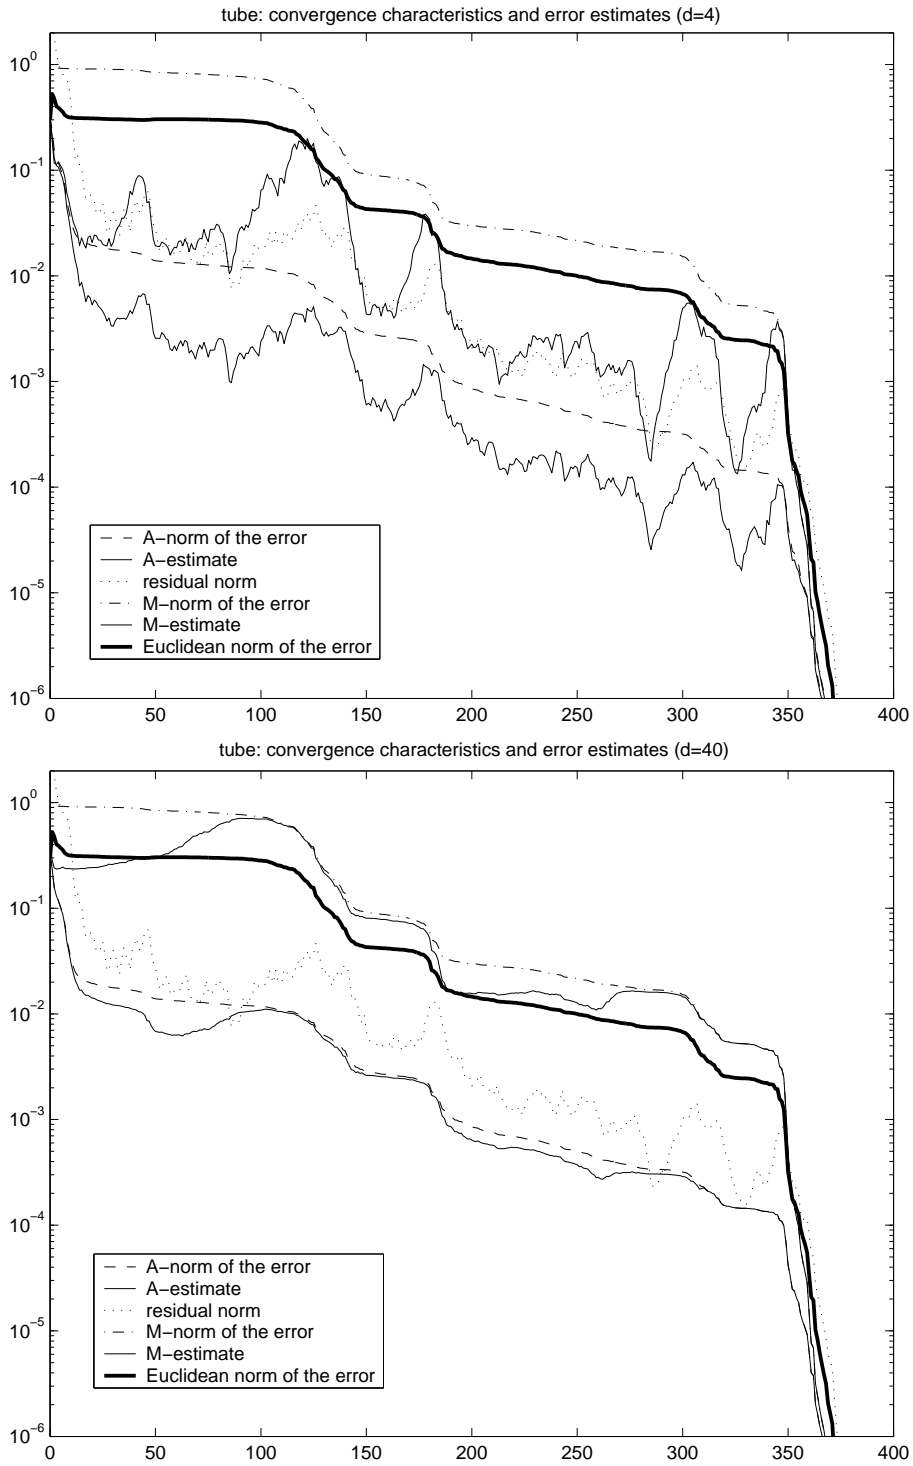 tube: convergence characteristics and error estimates (d=4)
10^0
10^−1
10^−2
10^−3
10^−4
10^−5
10^−6
A−norm of the error
A−estimate
residual norm
M−norm of the error
M−estimate
Euclidean norm of the error
0 50 100 150 200 250 300 350 400
tube: convergence characteristics and error estimates (d=40)
10^0
10^−1
10^−2
10^−3
10^−4
10^−5
10^−6
A−norm of the error
A−estimate
residual norm
M−norm of the error
M−estimate
Euclidean norm of the error
0 50 100 150 200 250 300 350 400